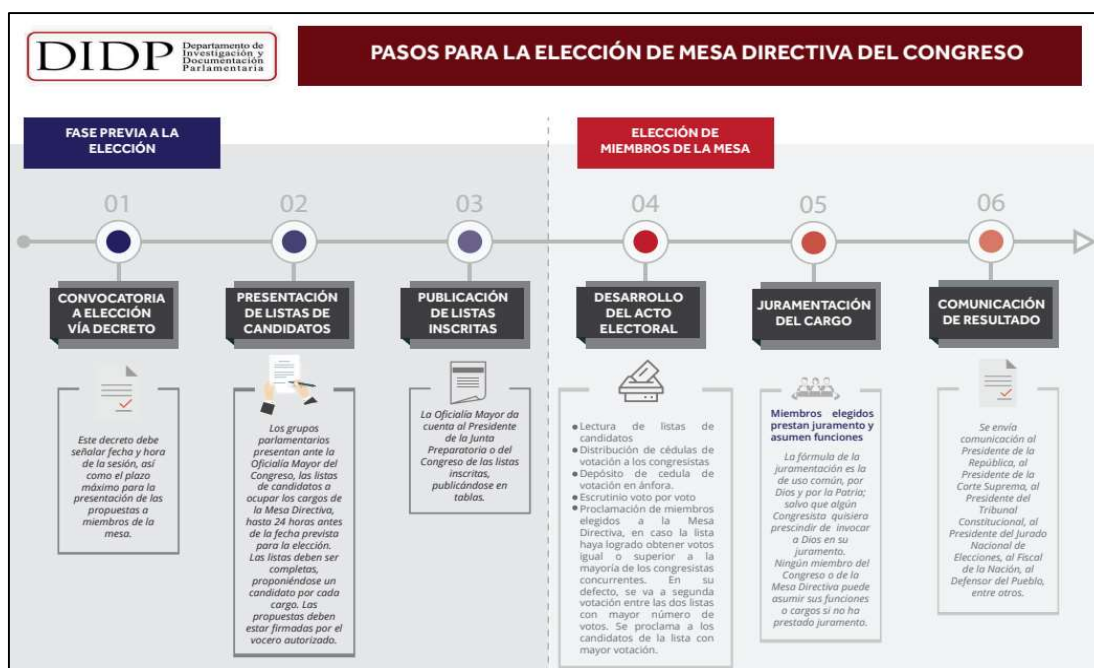 DIDP
Departamento de
Investigación y
Documentación
Parlamentaria
PASOS PARA LA ELECCIÓN DE MESA DIRECTIVA DEL CONGRESO
FASE PREVIA A LA
ELECCIÓN
ELECCIÓN DE
MIEMBROS DE LA MESA
01
CONVOCATORIA
A ELECCIÓN
VÍA DECRETO
Este decreto debe
señalar fecha y hora
de la sesión, así
como el plazo
máximo para la
presentación de las
propuestas a
miembros de la
mesa.
02
PRESENTACIÓN
DE LISTAS DE
CANDIDATOS
Los grupos
parlamentarios
presentan ante la
Oficialía Mayor del
Congreso, las listas
de candidatos a
ocupar los cargos de
la Mesa Directiva,
hasta 24 horas antes
de la fecha prevista
para la elección.
Las listas deben ser
completas,
proponiéndose un
candidato por cada
cargo. Las
propuestas deben
estar firmadas por el
vocero autorizado.
03
PUBLICACIÓN
DE LISTAS
INSCRITAS
La Oficialía Mayor da
cuenta al Presidente
de la Junta
Preparatoria o del
Congreso de las listas
inscritas,
publicándose en
tablas.
04
DESARROLLO
DEL ACTO
ELECTORAL
Lectura de listas de
candidatos
Distribución de cédulas de
votación a los congresistas
Depósito de cedula de
votación en ánfora.
Escrutinio voto por voto
Proclamación de miembros
elegidos a la Mesa
Directiva, en caso la lista
haya logrado obtener votos
igual o superior a la
mayoría de los congresistas
concurrentes. En su
defecto, se va a segunda
votación entre las dos listas
con mayor número de
votos. Se proclama a los
candidatos de la lista con
mayor votación.
05
JURAMENTACIÓN
DEL CARGO
Miembros elegidos
prestan juramento y
asumen funciones
La fórmula de la
juramentación es la
de uso común, por
Dios y por la Patria;
salvo que algún
Congresista quisiera
prescindir de invocar
a Dios en su
juramento.
Ningún miembro del
Congreso o de la
Mesa Directiva puede
asumir sus funciones
o cargos si no ha
prestado juramento.
06
COMUNICACIÓN
DE RESULTADO
Se envía
comunicación al
Presidente de la
República, al
Presidente de la
Corte Suprema, al
Presidente del
Tribunal
Constitucional, al
Presidente del Jurado
Nacional de
Elecciones, al Fiscal
de la Nación, al
Defensor del Pueblo,
entre otros.